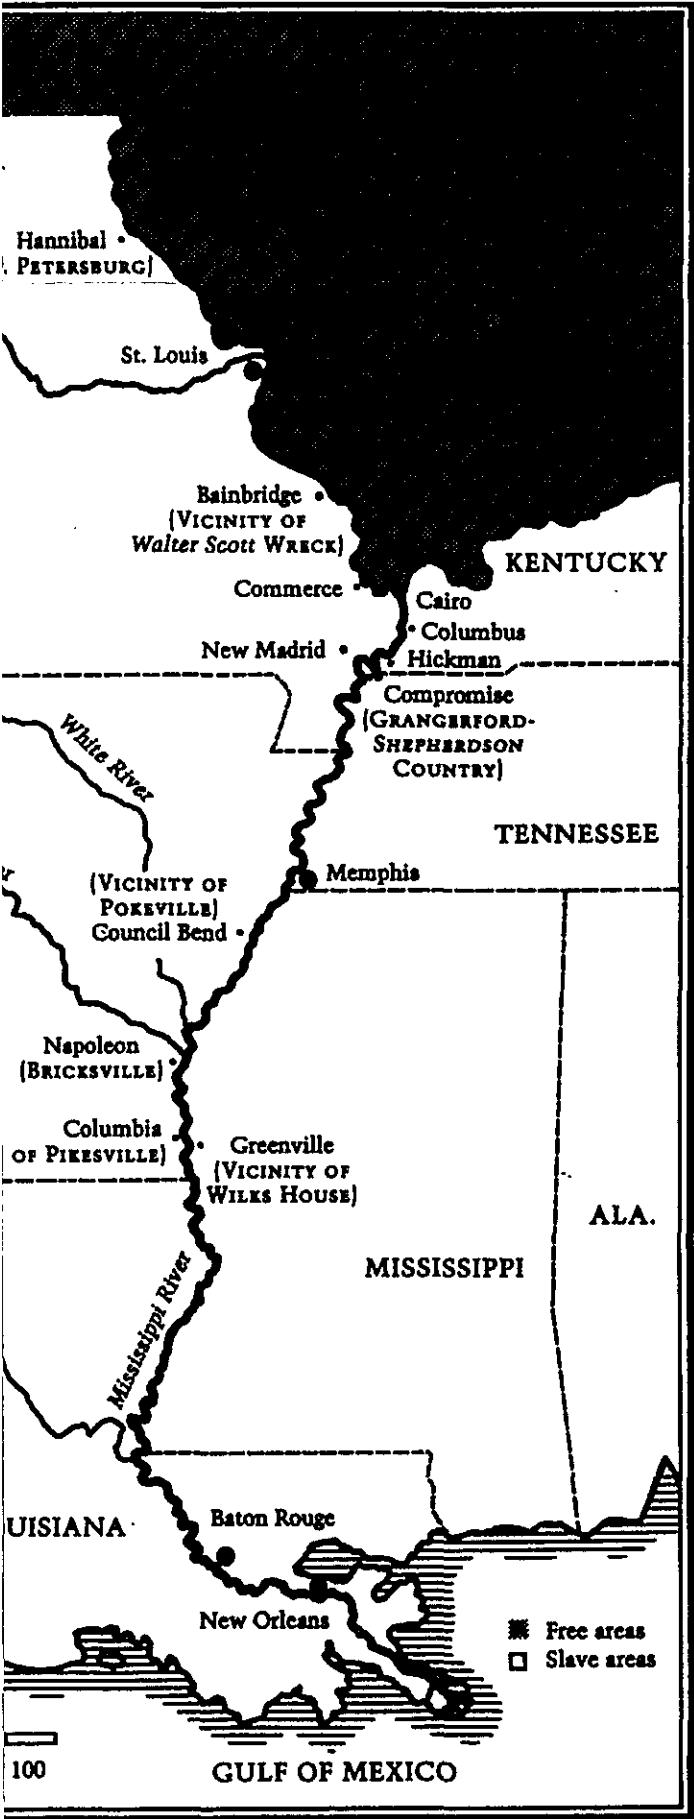 Hannibal
. PETERSBURG)
St. Louis
Bainbridge
(VICINITY OF
Walter Scott WRECK)
KENTUCKY
Commerce
Cairo
Columbus
New Madrid
Hickman
Compromise
(GRANGERFORD-
SHEPHERDSON
COUNTRY)
White River
TENNESSEE
Memphis
(VICINITY OF
POKEVILLE)
Council Bend
Napoleon
(BRICKSVILLE)
Columbia
OF PIKESVILLE)
Greenville
(VICINITY OF
WILKS HOUSE)
ALA.
MISSISSIPPI
Mississippi River
UISIANA
Baton Rouge
New Orleans
Free areas
Slave areas
100
GULF OF MEXICO